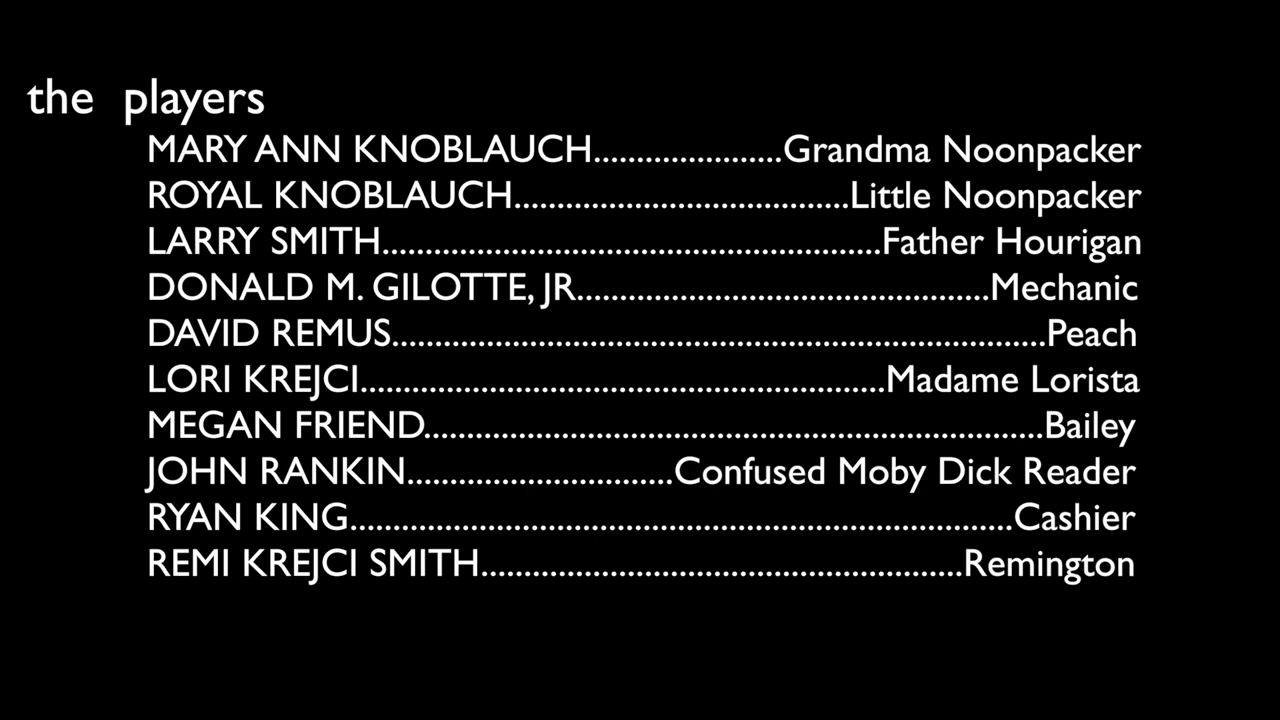 the players
MARY ANN KNOBLAUCH......................Grandma Noonpacker
ROYAL KNOBLAUCH.......................................Little Noonpacker
LARRY SMITH..........................................................Father Hourigan
DONALD M. GILOTTE, JR................................................Mechanic
DAVID REMUS............................................................................Peach
LORI KREJCI.............................................................Madame Lorista
MEGAN FRIEND........................................................................Bailey
JOHN RANKIN...............................Confused Moby Dick Reader
RYAN KING.............................................................................Cashier
REMI KREJCI SMITH........................................................Remington